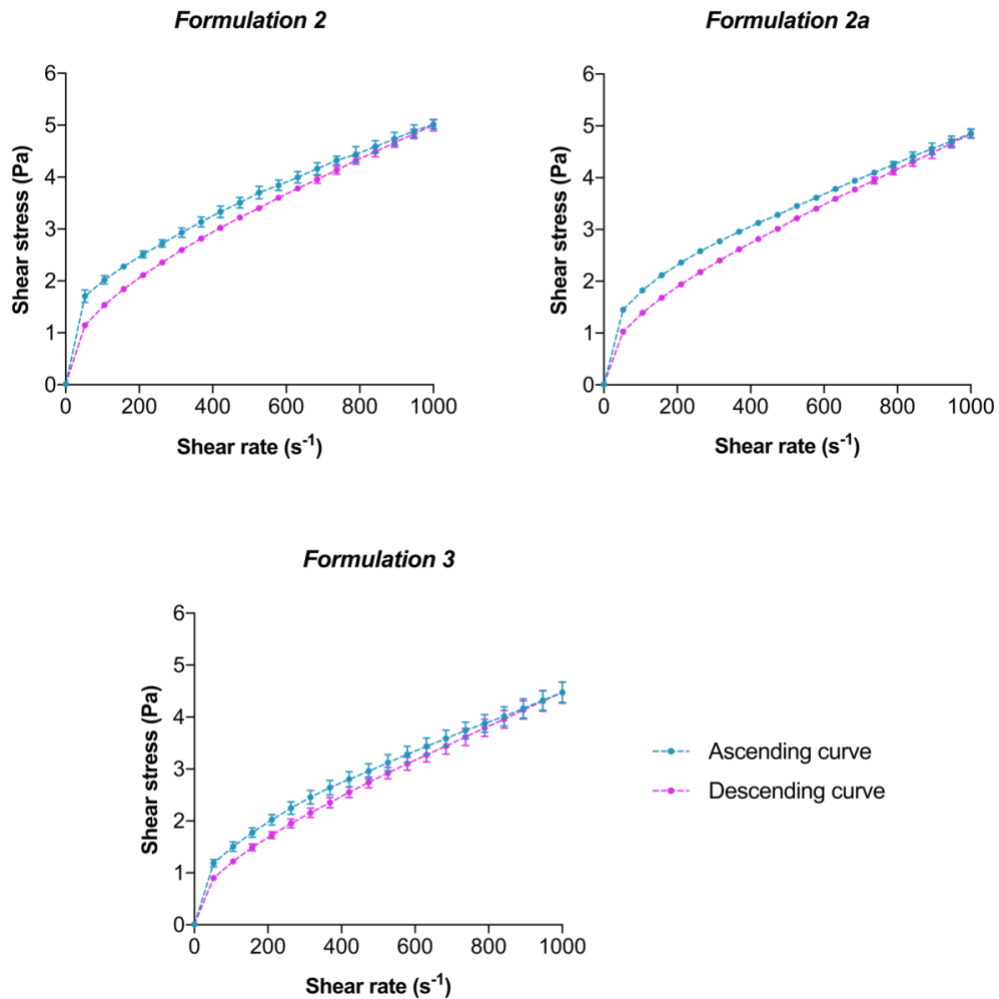 Formulation 2
6
5
4
3
2
1
0
Shear stress (Pa)
0 200 400 600 800 1000
Shear rate (s⁻¹)
Formulation 2a
6
5
4
3
2
1
0
Shear stress (Pa)
0 200 400 600 800 1000
Shear rate (s⁻¹)
Formulation 3
6
5
4
3
2
1
0
Shear stress (Pa)
0 200 400 600 800 1000
Shear rate (s⁻¹)
Ascending curve
Descending curve